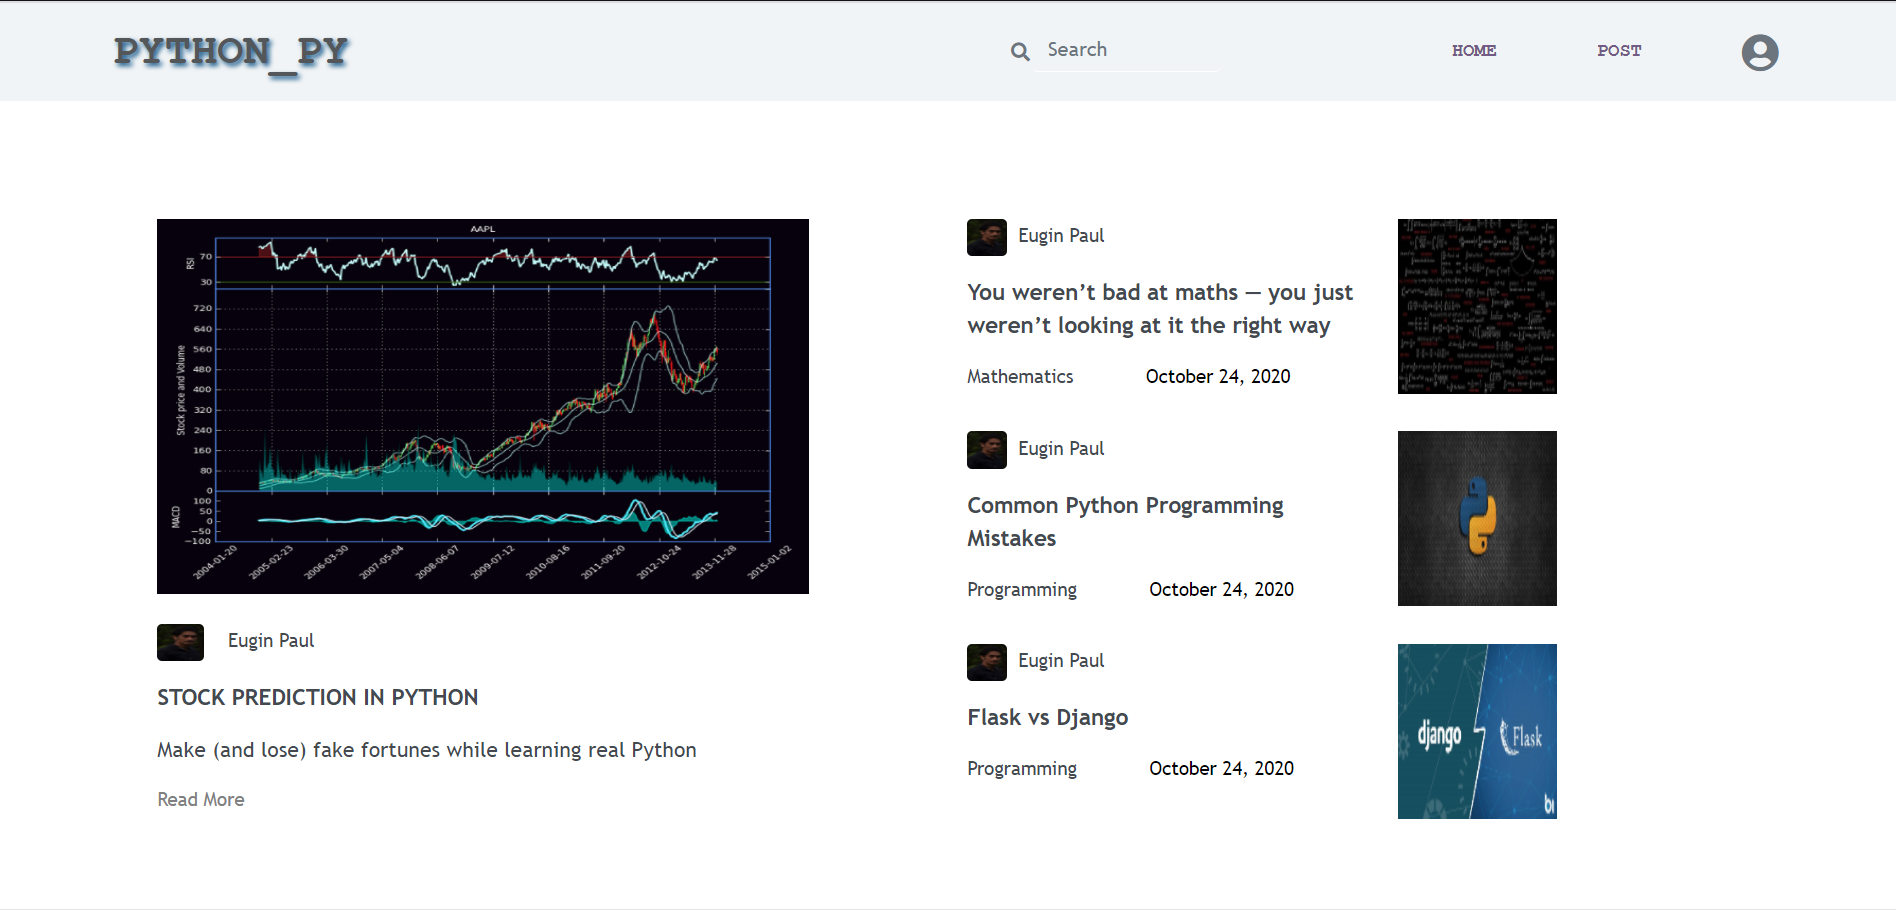 PYTHON_PY
Search
HOME
POST
AAPL
RSI
70
30
Stock price and Volume
720
640
560
480
400
320
240
160
80
0
MACD
100
50
0
−50
−100
2004-01-20
2005-02-23
2006-03-30
2007-05-04
2008-06-07
2009-07-12
2010-08-16
2011-09-20
2012-10-24
2013-11-28
2015-01-02
Eugin Paul
STOCK PREDICTION IN PYTHON
Make (and lose) fake fortunes while learning real Python
Read More
Eugin Paul
You weren’t bad at maths — you just
weren’t looking at it the right way
Mathematics
October 24, 2020
Eugin Paul
Common Python Programming
Mistakes
Programming
October 24, 2020
Eugin Paul
Flask vs Django
Programming
October 24, 2020
django
Flask